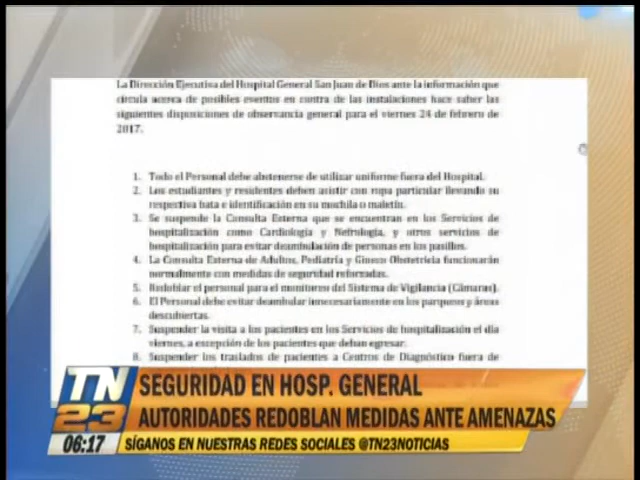 La Dirección Ejecutiva del Hospital General San Juan de Dios ante la información que
circula acerca de posibles eventos en contra de las instalaciones hace saber las
siguientes disposiciones de observancia general para el viernes 24 de febrero de
2017.
1. Todo el Personal debe abstenerse de utilizar uniforme fuera del Hospital.
2. Los estudiantes y residentes deben asistir con ropa particular llevando su
respectiva bata e identificación en su mochila o maletín.
3. Se suspende la Consulta Externa que se encuentran en los Servicios de
hospitalización como Cardiología y Nefrología, y otros servicios de
hospitalización para evitar deambulación de personas en los pasillos.
4. La Consulta Externa de Adultos, Pediatría y Gineco Obstetricia funcionarán
normalmente con medidas de seguridad reforzadas.
5. Redoblar el personal para el monitoreo del Sistema de Vigilancia (Cámaras).
6. El Personal debe evitar deambular innecesariamente en los parqueos y áreas
descubiertas.
7. Suspender la visita a los pacientes en los Servicios de hospitalización el día
viernes, a excepción de los pacientes que deban egresar.
8. Suspender los traslados de pacientes a Centros de Diagnóstico fuera de
TN
23
06:17
SEGURIDAD EN HOSP. GENERAL
AUTORIDADES REDOBLAN MEDIDAS ANTE AMENAZAS
SÍGANOS EN NUESTRAS REDES SOCIALES @TN23NOTICIAS